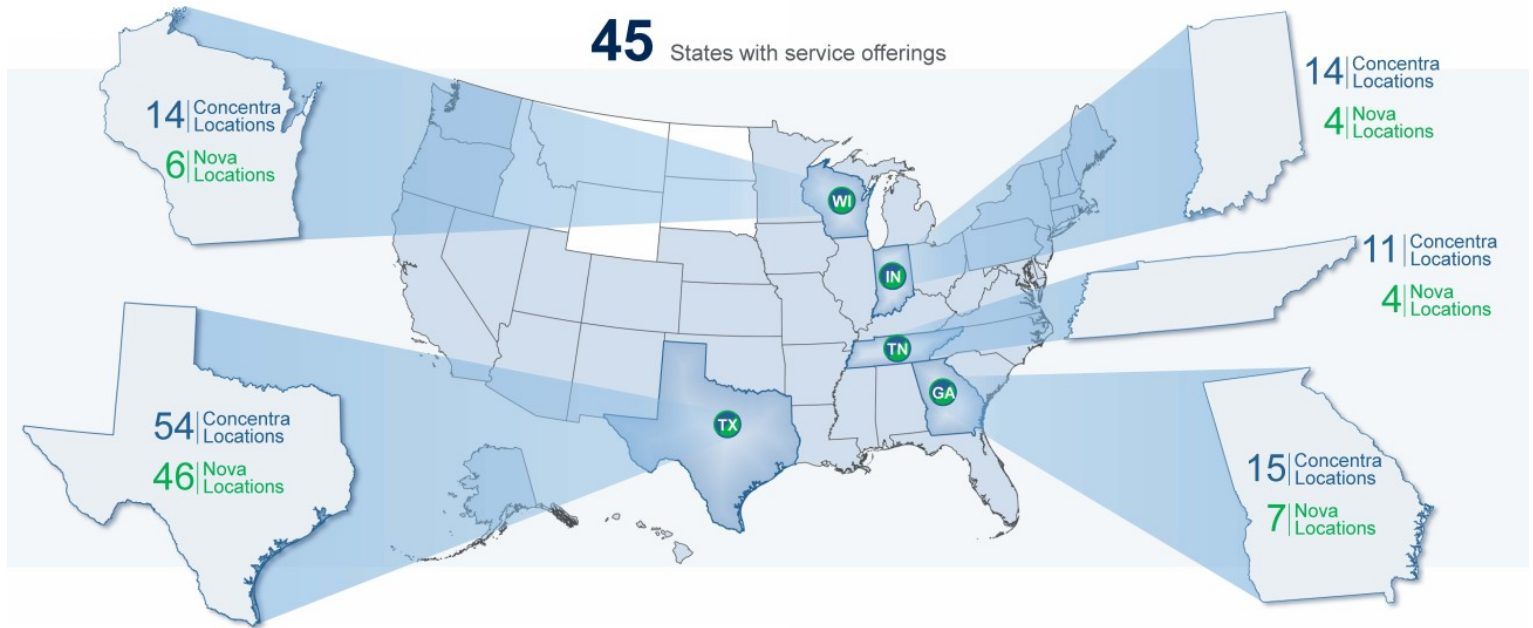 45 States with service offerings
14 Concentra
Locations
6 Nova
Locations
14 Concentra
Locations
4 Nova
Locations
11 Concentra
Locations
4 Nova
Locations
54 Concentra
Locations
46 Nova
Locations
15 Concentra
Locations
7 Nova
Locations
WI
IN
TN
GA
TX